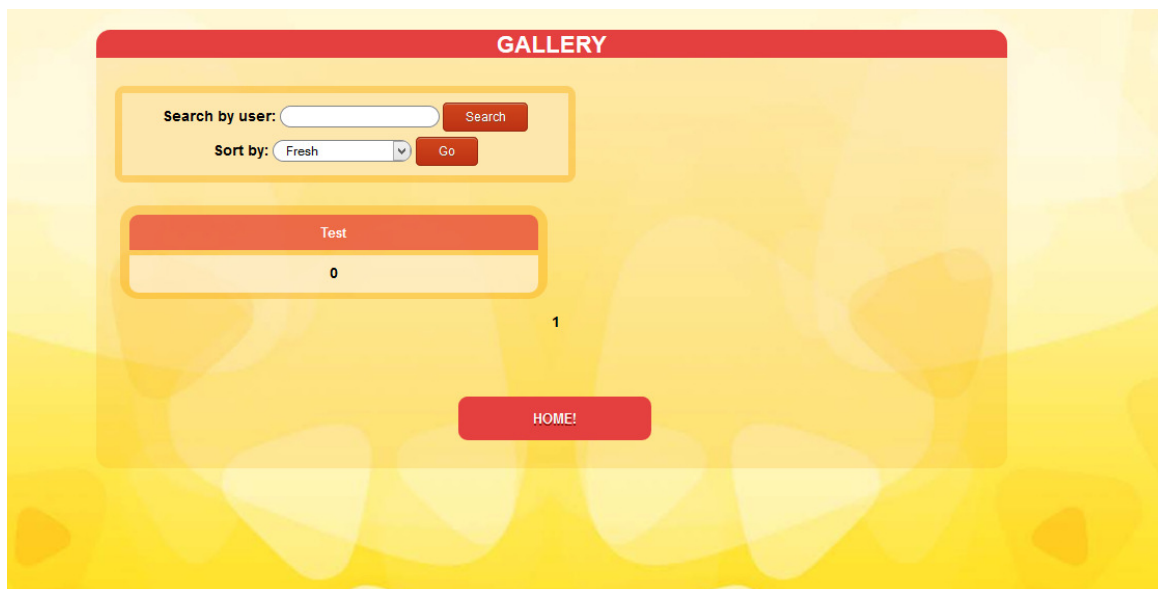 GALLERY
Search by user: Search
Sort by: Fresh Go
Test
0
1
HOME!